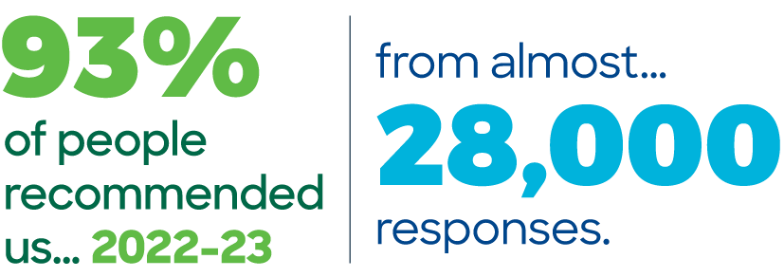 93%
of people
recommended
us... 2022-23
from almost...
28,000
responses.